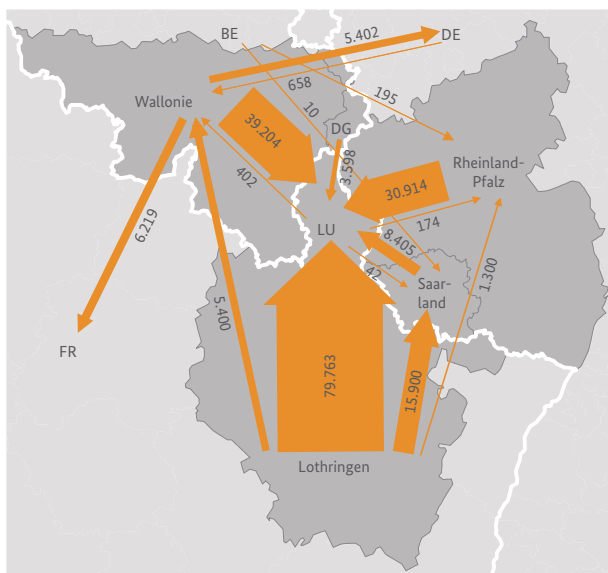 BE
5.402
DE
658
195
Wallonie
10
39.204
DG
3.598
Rheinland-
Pfalz
30.914
402
174
LU
8.405
6.219
42
Saar-
land
1.300
5.400
FR
79.763
15.900
Lothringen